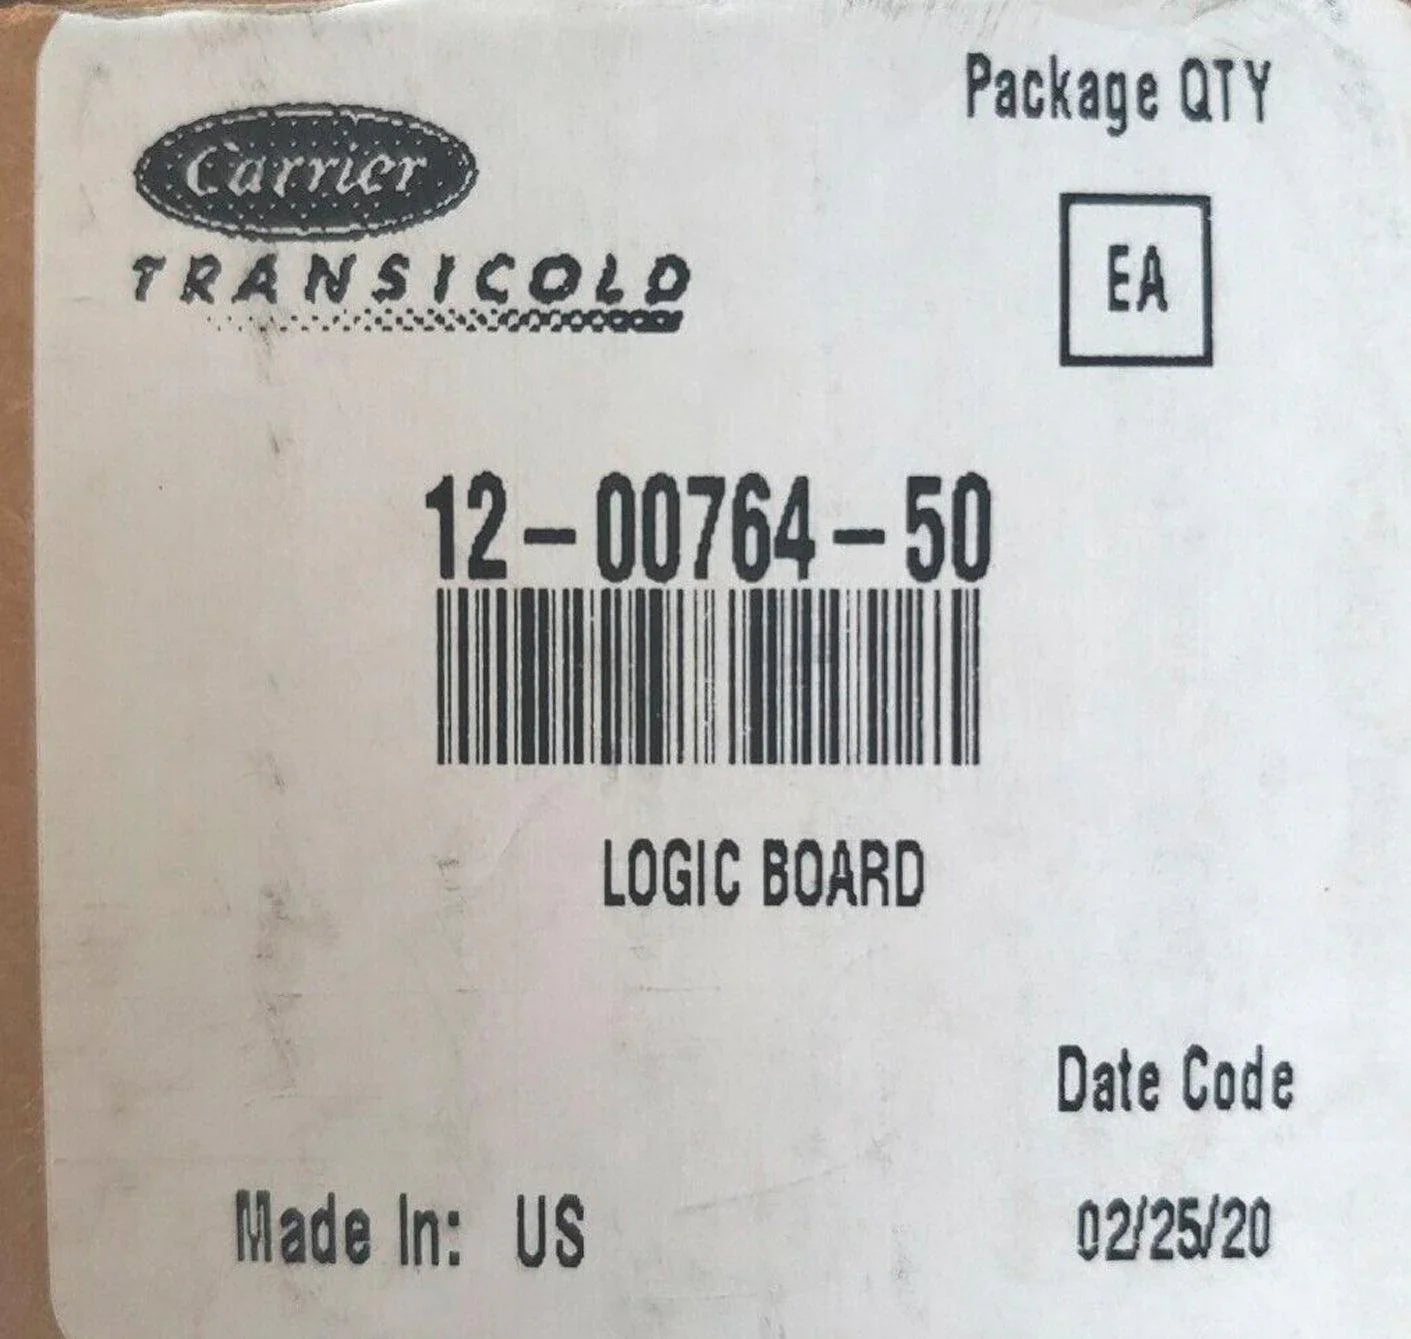 Package QTY
Carrier
TRANSICOLD
EA
12-00764-50
LOGIC BOARD
Date Code
Made In: US
02/25/20